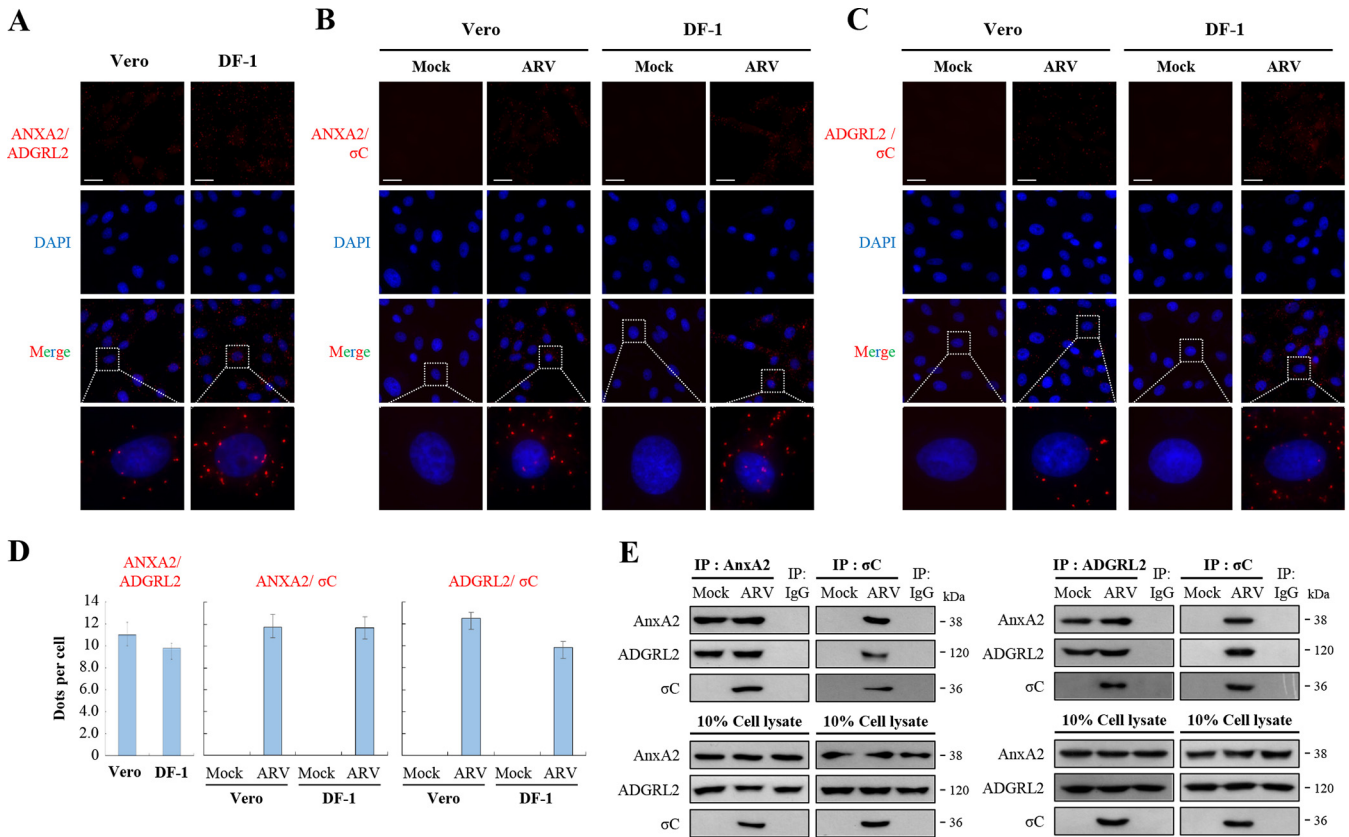 A
Vero DF-1
ANXA2/
ADGRL2
DAPI
Merge
B
Vero DF-1
Mock ARV Mock ARV
ANXA2/
σC
DAPI
Merge
C
Vero DF-1
Mock ARV Mock ARV
ADGRL2 /
σC
DAPI
Merge
D
ANXA2/
ADGRL2
ANXA2/ σC
ADGRL2/ σC
Dots per cell
14
12
10
8.0
6.0
4.0
2.0
0
Vero DF-1
Mock ARV Mock ARV
Vero DF-1
Mock ARV Mock ARV
Vero DF-1
E
IP : AnxA2 IP: IgG IP : σC IP: IgG
Mock ARV Mock ARV kDa
AnxA2 - 38
ADGRL2 - 120
σC - 36
10% Cell lysate 10% Cell lysate
AnxA2 - 38
ADGRL2 - 120
σC - 36
IP : ADGRL2 IP: IgG IP : σC IP: IgG
Mock ARV Mock ARV kDa
AnxA2 - 38
ADGRL2 - 120
σC - 36
10% Cell lysate 10% Cell lysate
AnxA2 - 38
ADGRL2 - 120
σC - 36